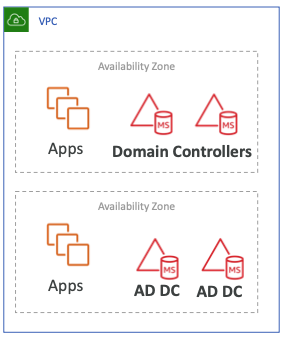 VPC
Availability Zone
MS MS
Apps
Domain Controllers
Availability Zone
MS MS
Apps
AD DC AD DC